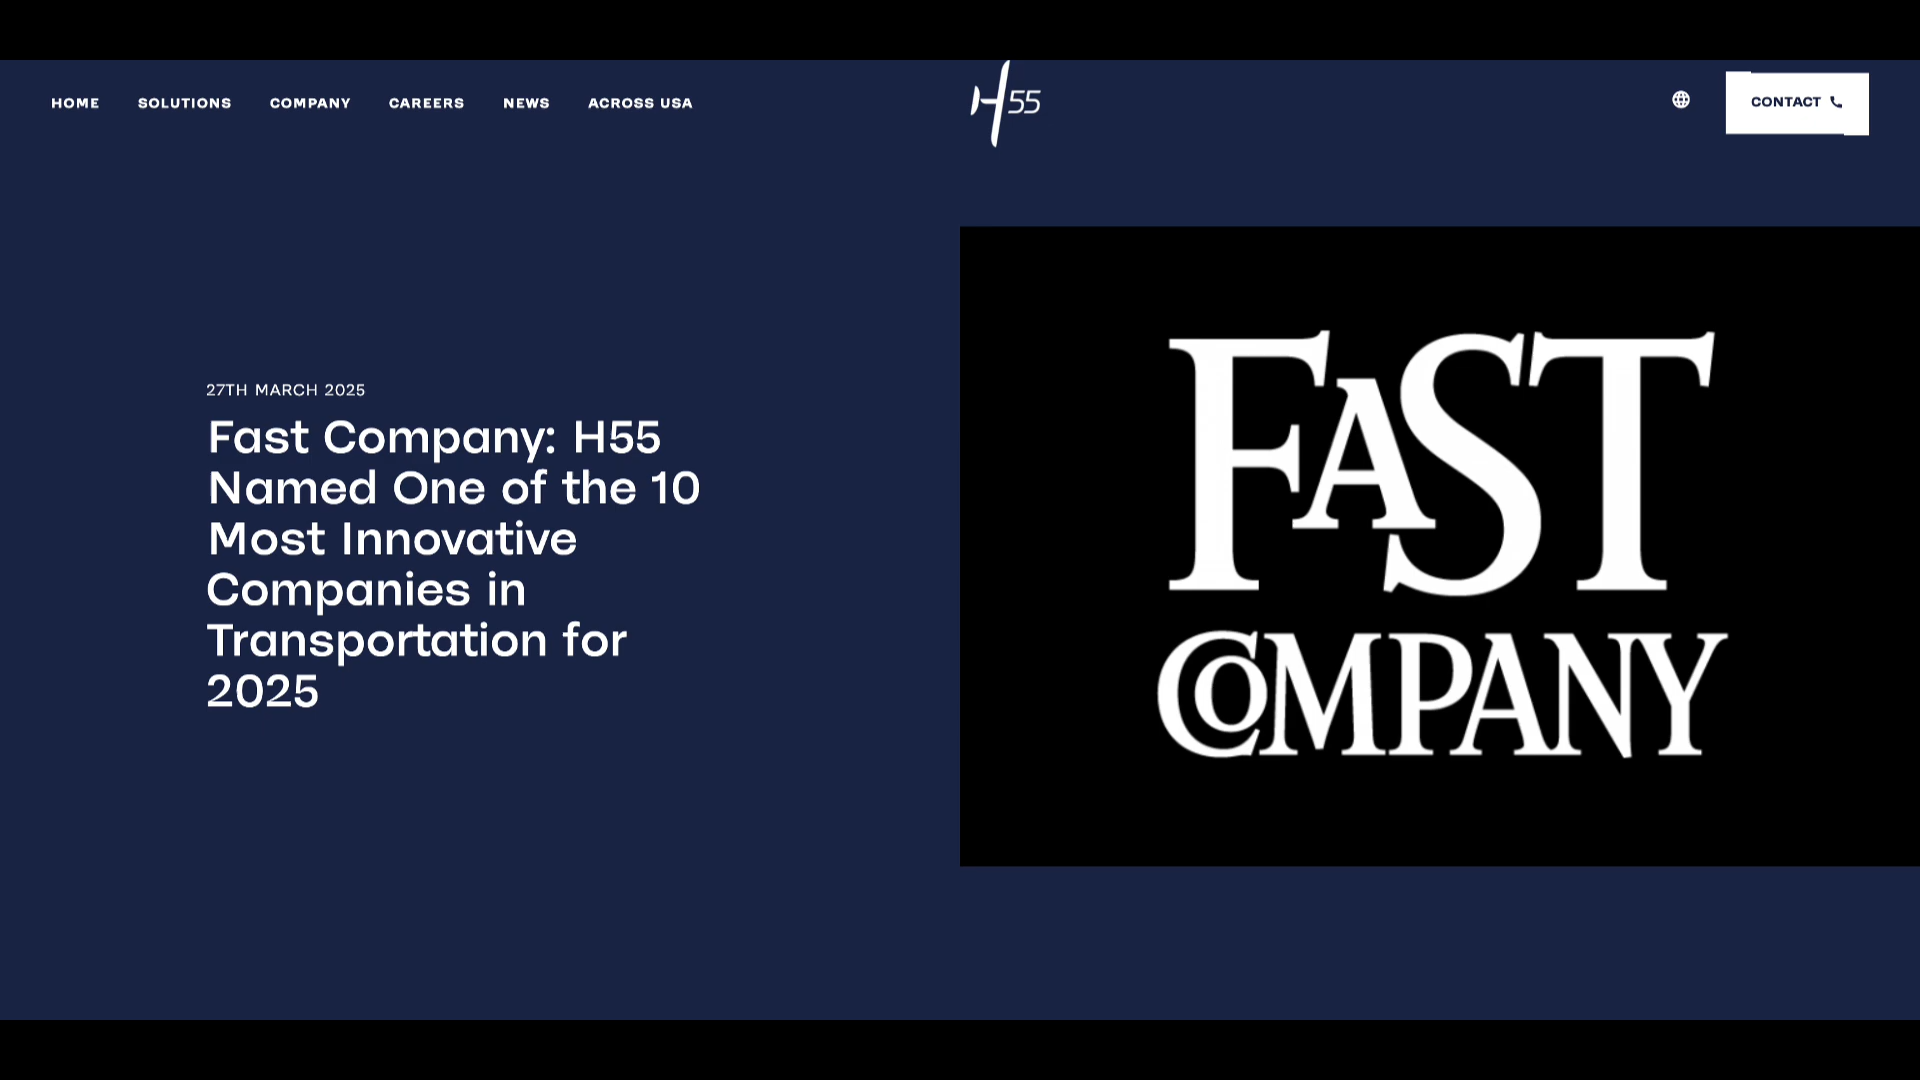 HOME SOLUTIONS COMPANY CAREERS NEWS ACROSS USA
H55
CONTACT
27TH MARCH 2025
Fast Company: H55
Named One of the 10
Most Innovative
Companies in
Transportation for
2025
FAST
COMPANY